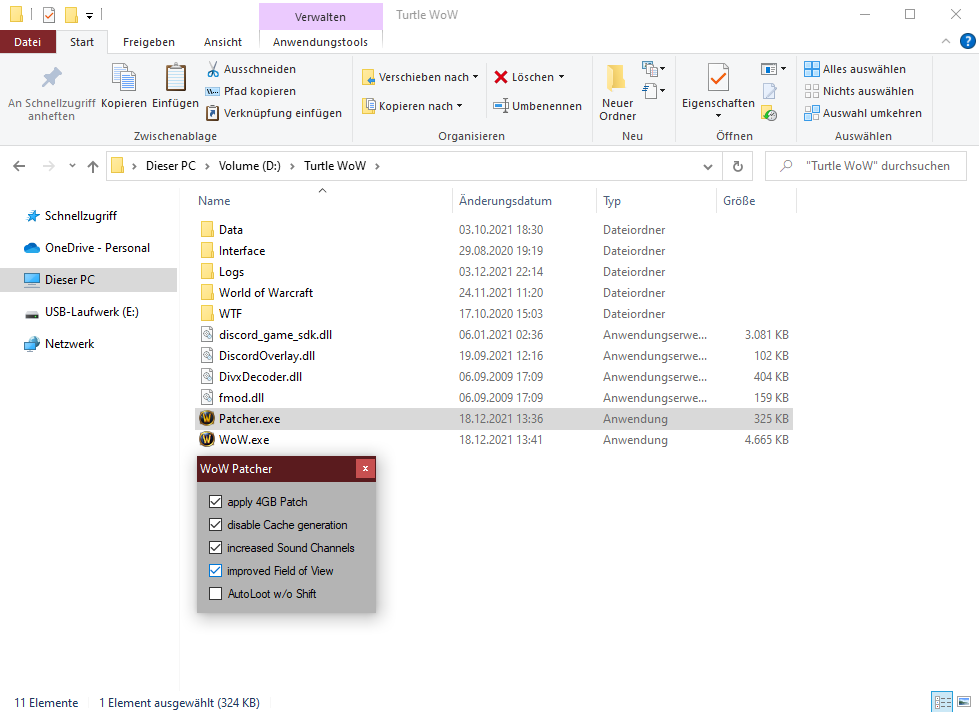 Verwalten
Turtle WoW
Datei
Start
Freigeben
Ansicht
Anwendungstools
An Schnellzugriff
anheften
Kopieren
Einfügen
Ausschneiden
Pfad kopieren
Verknüpfung einfügen
Zwischenablage
Verschieben nach
Kopieren nach
Löschen
Umbenennen
Organisieren
Neuer
Ordner
Neu
Eigenschaften
Öffnen
Alles auswählen
Nichts auswählen
Auswahl umkehren
Auswählen
Dieser PC > Volume (D:) > Turtle WoW >
"Turtle WoW" durchsuchen
Schnellzugriff
OneDrive - Personal
Dieser PC
USB-Laufwerk (E:)
Netzwerk
Name Änderungsdatum Typ Größe
Data 03.10.2021 18:30 Dateiordner
Interface 29.08.2020 19:19 Dateiordner
Logs 03.12.2021 22:14 Dateiordner
World of Warcraft 24.11.2021 11:20 Dateiordner
WTF 17.10.2020 15:03 Dateiordner
discord_game_sdk.dll 06.01.2021 02:36 Anwendungserwe... 3.081 KB
DiscordOverlay.dll 19.09.2021 12:16 Anwendungserwe... 102 KB
DivxDecoder.dll 06.09.2009 17:09 Anwendungserwe... 404 KB
fmod.dll 06.09.2009 17:09 Anwendungserwe... 159 KB
Patcher.exe 18.12.2021 13:36 Anwendung 325 KB
WoW.exe 18.12.2021 13:41 Anwendung 4.665 KB
WoW Patcher x
apply 4GB Patch
disable Cache generation
increased Sound Channels
improved Field of View
AutoLoot w/o Shift
11 Elemente 1 Element ausgewählt (324 KB)